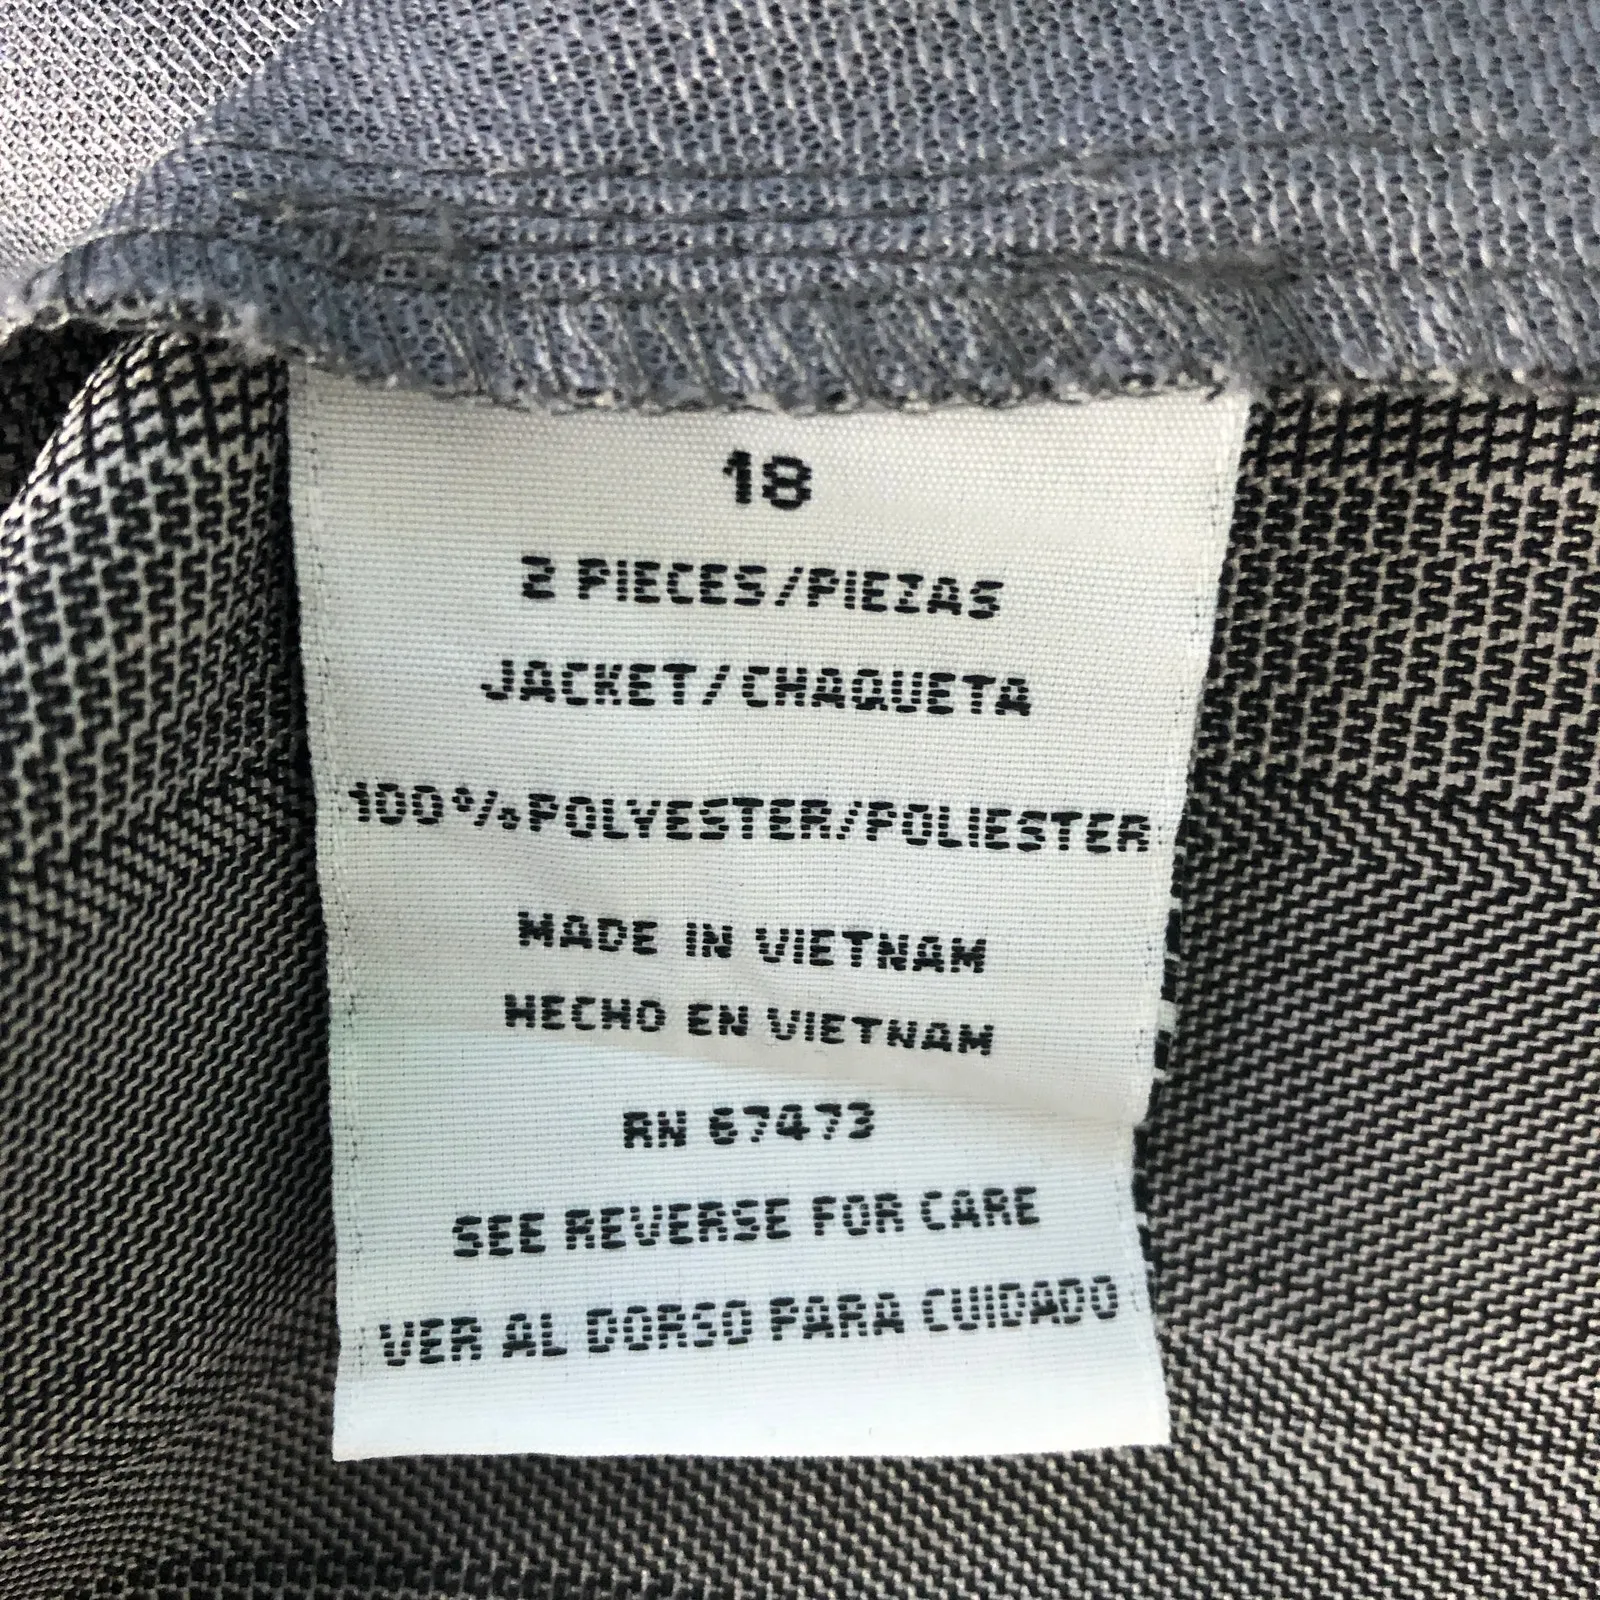 18
2 PIECES/PIEZAS
JACKET/CHAQUETA
100%POLYESTER/POLIESTER
MADE IN VIETNAM
HECHO EN VIETNAM
RN 67473
SEE REVERSE FOR CARE
VER AL DORSO PARA CUIDADO